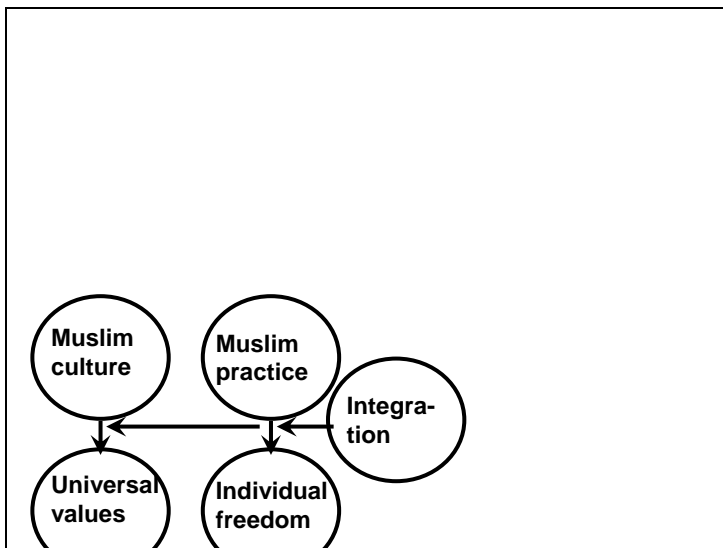 Muslim
culture
Muslim
practice
Integra-
tion
Universal
values
Individual
freedom